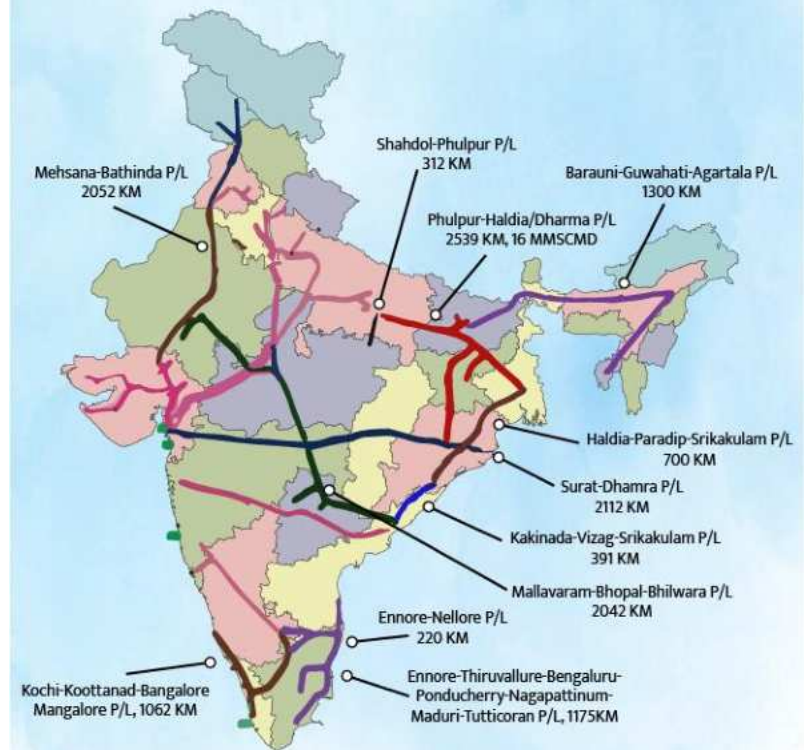 Shahdol-Phulpur P/L
312 KM
Mehsana-Bathinda P/L
2052 KM
Barauni-Guwahati-Agartala P/L
1300 KM
Phulpur-Haldia/Dharma P/L
2539 KM, 16 MMSCMD
Haldia-Paradip-Srikakulam P/L
700 KM
Surat-Dhamra P/L
2112 KM
Kakinada-Vizag-Srikakulam P/L
391 KM
Mallavaram-Bhopal-Bhilwara P/L
2042 KM
Ennore-Nellore P/L
220 KM
Kochi-Koottanad-Bangalore
Mangalore P/L, 1062 KM
Ennore-Thiruvallure-Bengaluru-
Ponducherry-Nagapattinum-
Maduri-Tutticoran P/L, 1175KM